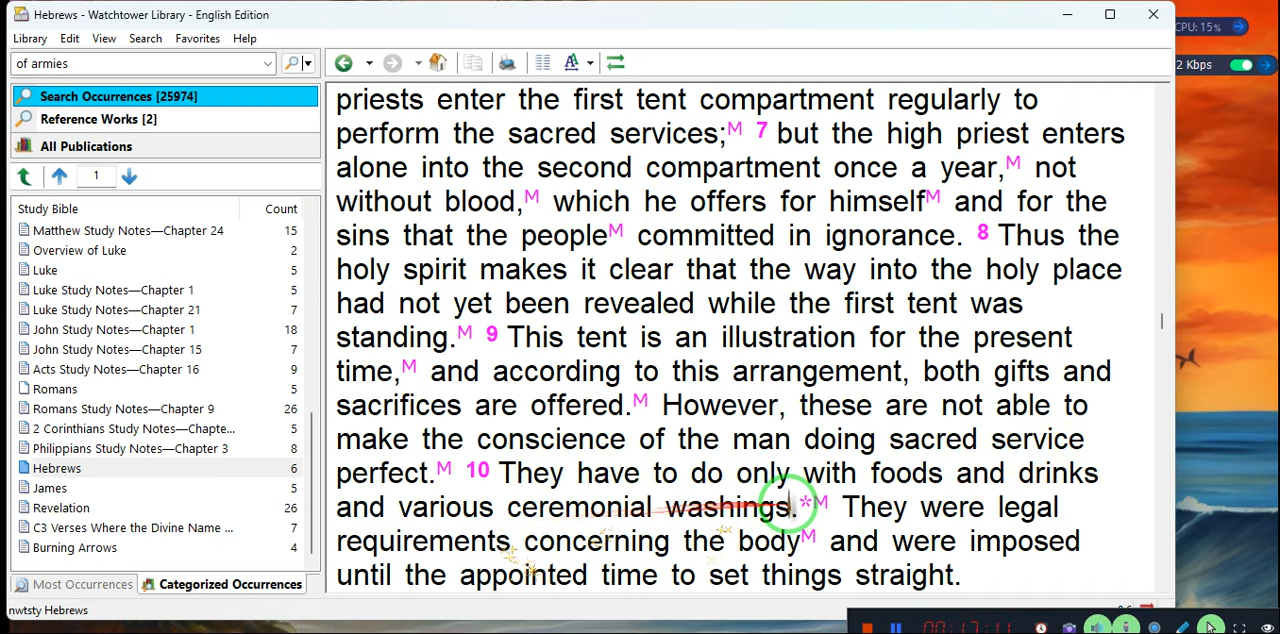 Hebrews - Watchtower Library - English Edition
CPU: 15%
Library Edit View Search Favorites Help
of armies
2 Kbps
Search Occurrences [25974]
Reference Works [2]
All Publications
1
Study Bible Count
Matthew Study Notes—Chapter 24 15
Overview of Luke 2
Luke 5
Luke Study Notes—Chapter 1 5
Luke Study Notes—Chapter 21 7
John Study Notes—Chapter 1 18
John Study Notes—Chapter 15 7
Acts Study Notes—Chapter 16 9
Romans 5
Romans Study Notes—Chapter 9 26
2 Corinthians Study Notes—Chapte... 5
Philippians Study Notes—Chapter 3 8
Hebrews 6
James 5
Revelation 26
C3 Verses Where the Divine Name ... 7
Burning Arrows 4
Most Occurrences Categorized Occurrences
nwtsty Hebrews
priests enter the first tent compartment regularly to
perform the sacred services;M 7 but the high priest enters
alone into the second compartment once a year,M not
without blood,M which he offers for himselfM and for the
sins that the peopleM committed in ignorance. 8 Thus the
holy spirit makes it clear that the way into the holy place
had not yet been revealed while the first tent was
standing.M 9 This tent is an illustration for the present
time,M and according to this arrangement, both gifts and
sacrifices are offered.M However, these are not able to
make the conscience of the man doing sacred service
perfect.M 10 They have to do only with foods and drinks
and various ceremonial washings.*M They were legal
requirements concerning the bodyM and were imposed
until the appointed time to set things straight.
00:17:11